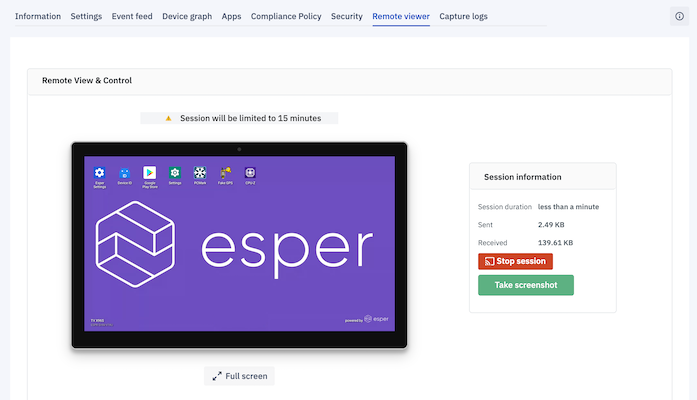 Information Settings Event feed Device graph Apps Compliance Policy Security Remote viewer Capture logs
Remote View & Control
Session will be limited to 15 minutes
Esper Settings
Device ID
Google Play Store
Settings
Fake GPS
CPU-Z
esper
powered by esper
Full screen
Session information
Session duration less than a minute
Sent 2.49 KB
Received 139.61 KB
Stop session
Take screenshot